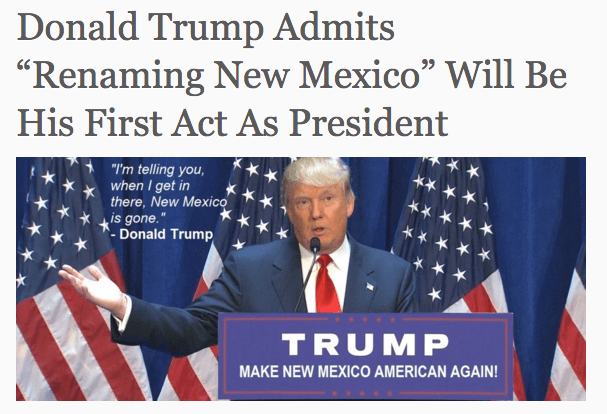 Donald Trump Admits
“Renaming New Mexico” Will Be
His First Act As President
"I'm telling you,
when I get in
there, New Mexico
is gone."
- Donald Trump
TRUMP
MAKE NEW MEXICO AMERICAN AGAIN!